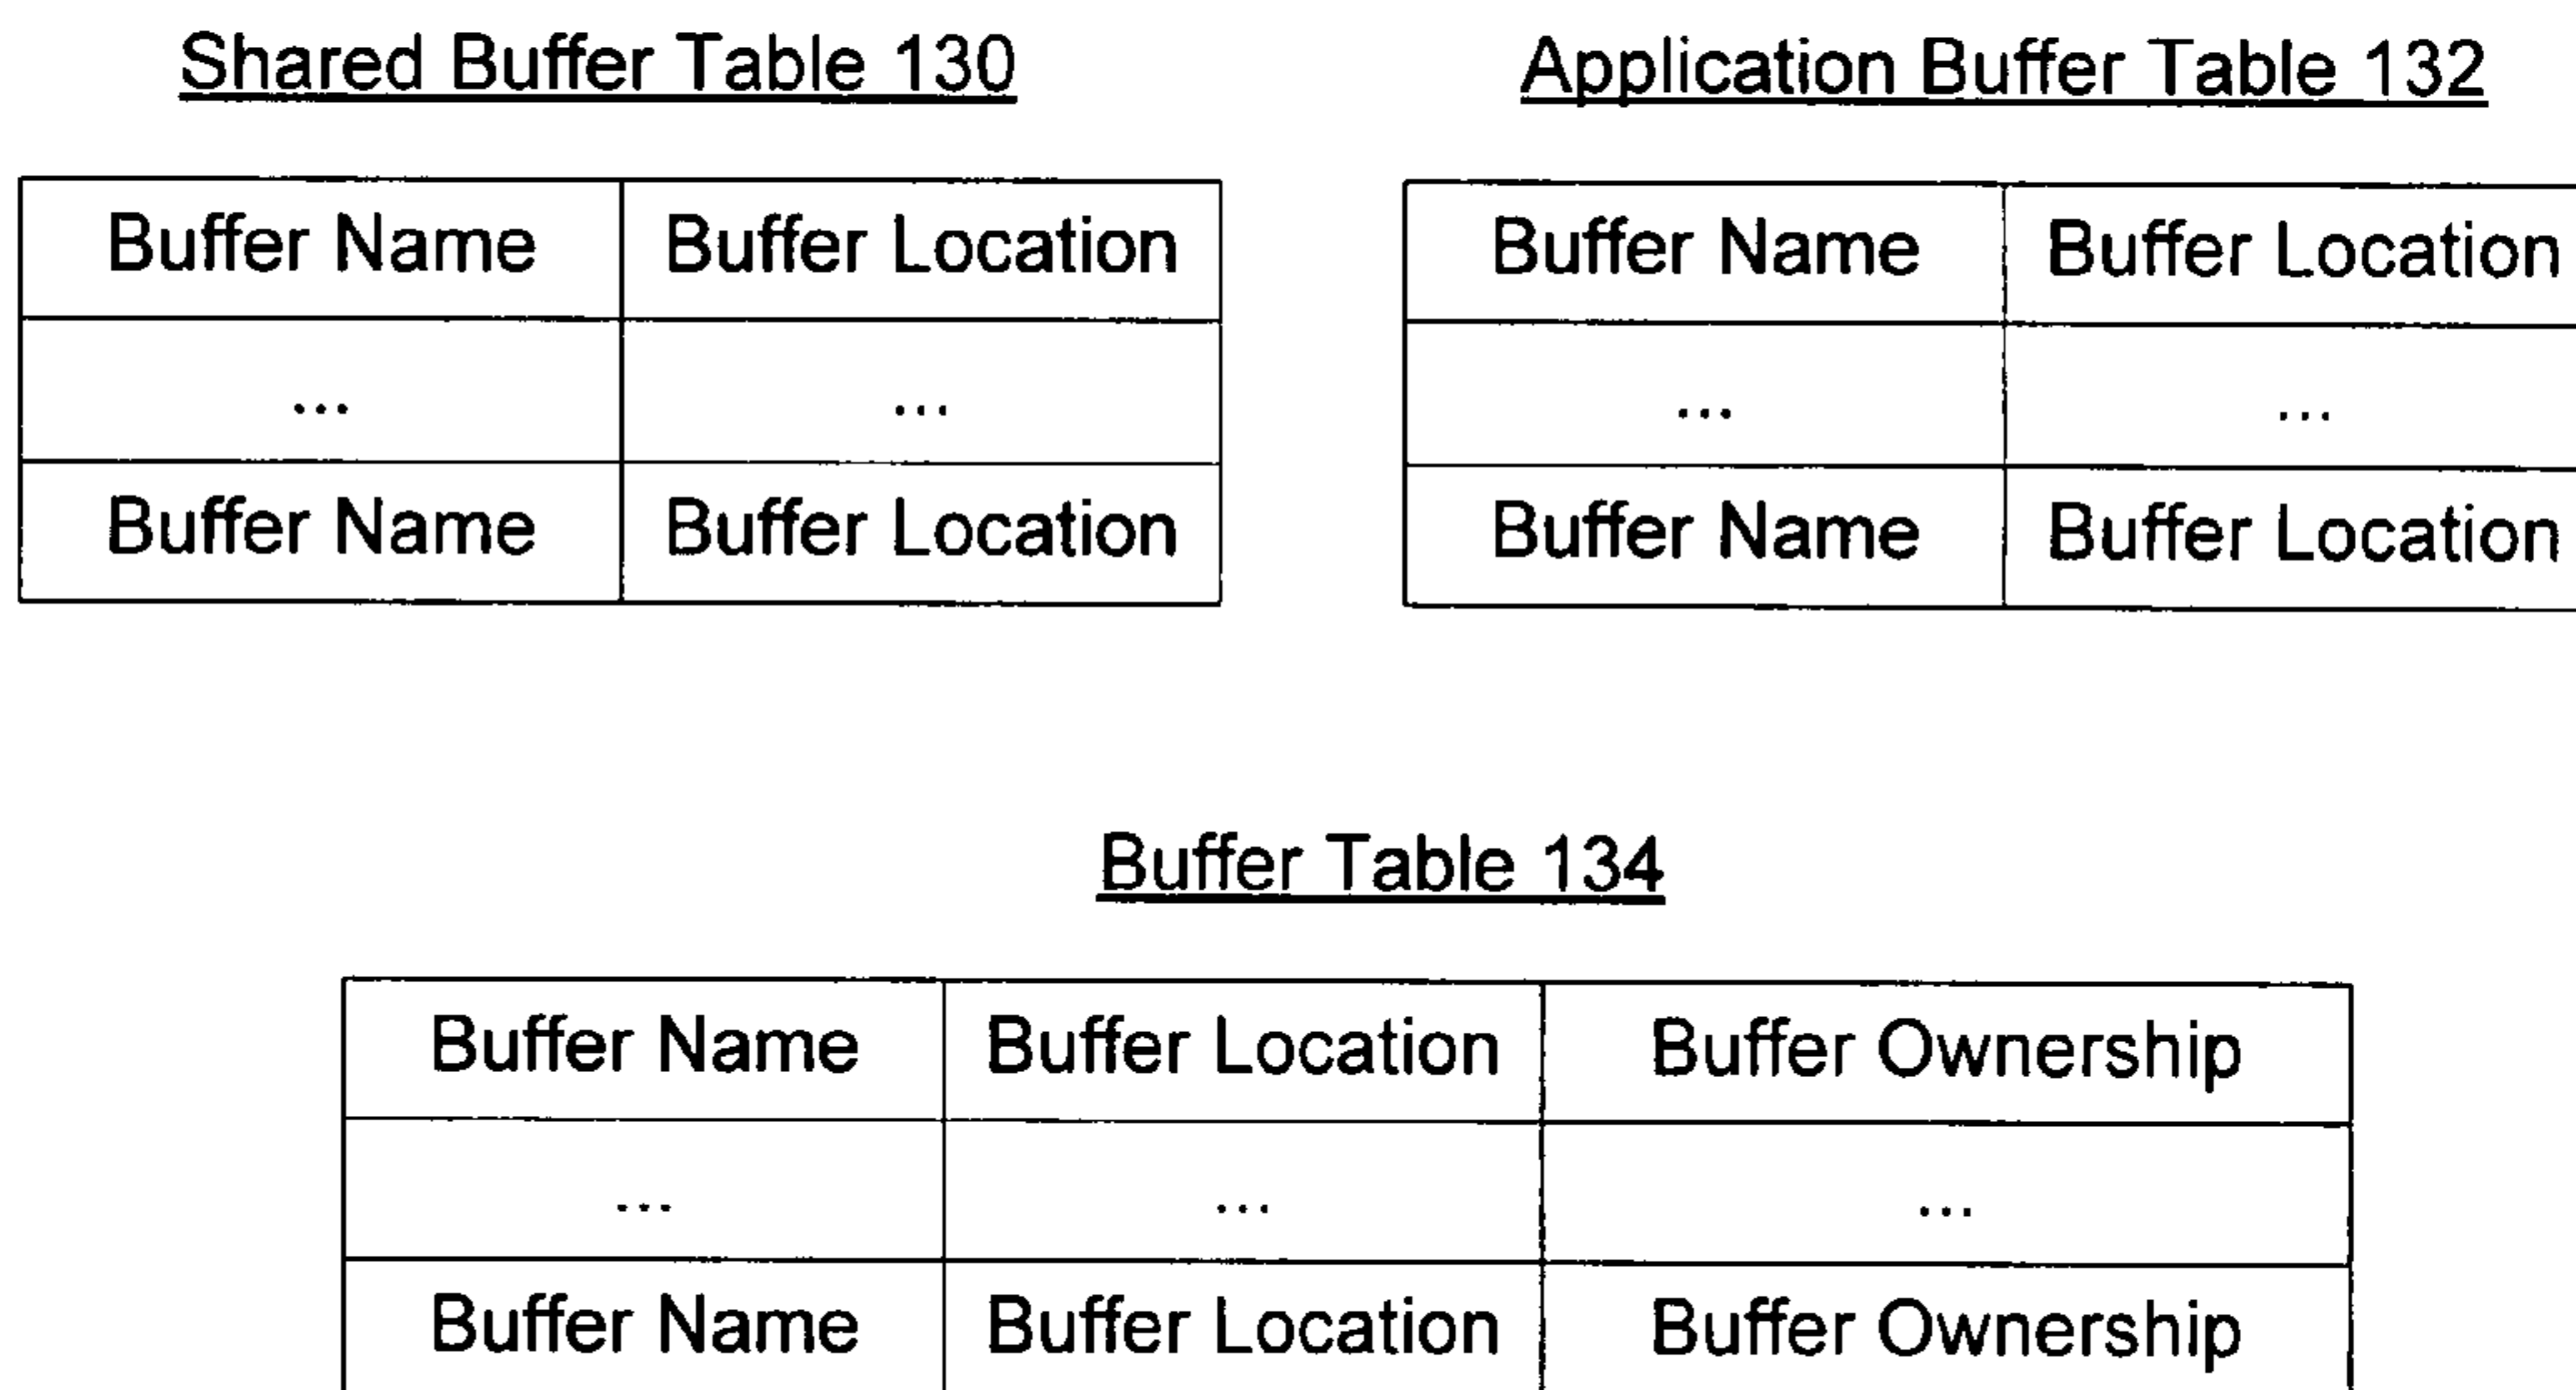 Shared Buffer Table 130
Buffer Name Buffer Location
... ...
Buffer Name Buffer Location
Application Buffer Table 132
Buffer Name Buffer Location
... ...
Buffer Name Buffer Location
Buffer Table 134
Buffer Name Buffer Location Buffer Ownership
... ... ...
Buffer Name Buffer Location Buffer Ownership